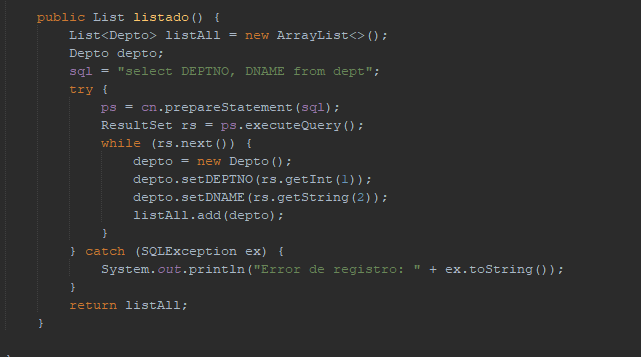 public List listado() {
List<Depto> listAll = new ArrayList<>();
Depto depto;
sql = "select DEPTNO, DNAME from dept";
try {
ps = cn.prepareStatement(sql);
ResultSet rs = ps.executeQuery();
while (rs.next()) {
depto = new Depto();
depto.setDEPTNO(rs.getInt(1));
depto.setDNAME(rs.getString(2));
listAll.add(depto);
}
} catch (SQLException ex) {
System.out.println("Error de registro: " + ex.toString());
}
return listAll;
}